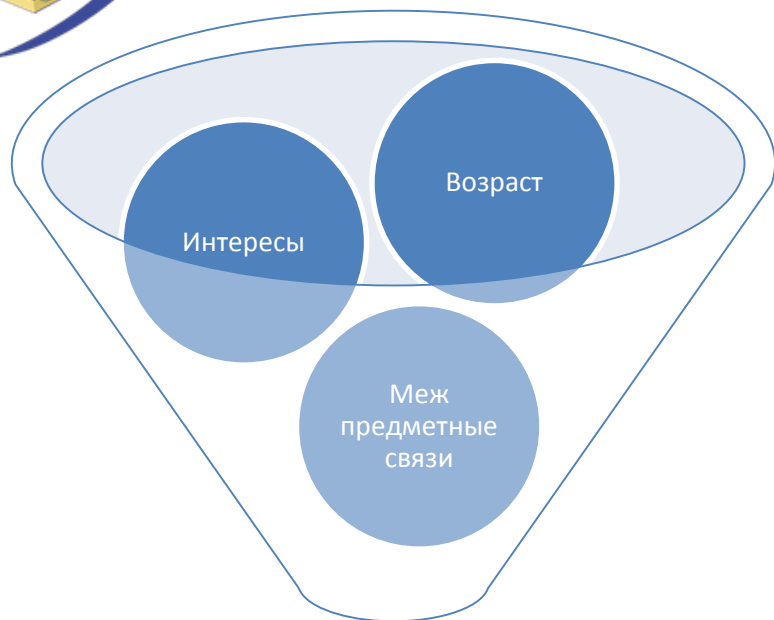 Возраст
Интересы
Меж
предметные
связи